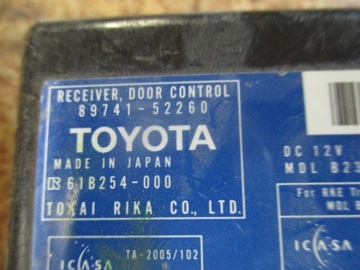 RECEIVER, DOOR CONTROL
89741-52260
TOYOTA
MADE IN JAPAN
61B254-000
TOKAI RIKA CO., LTD.
DC 12V
MDL B23
For RKE T
MDL B
ICASA
TA-2005/102
ICASA